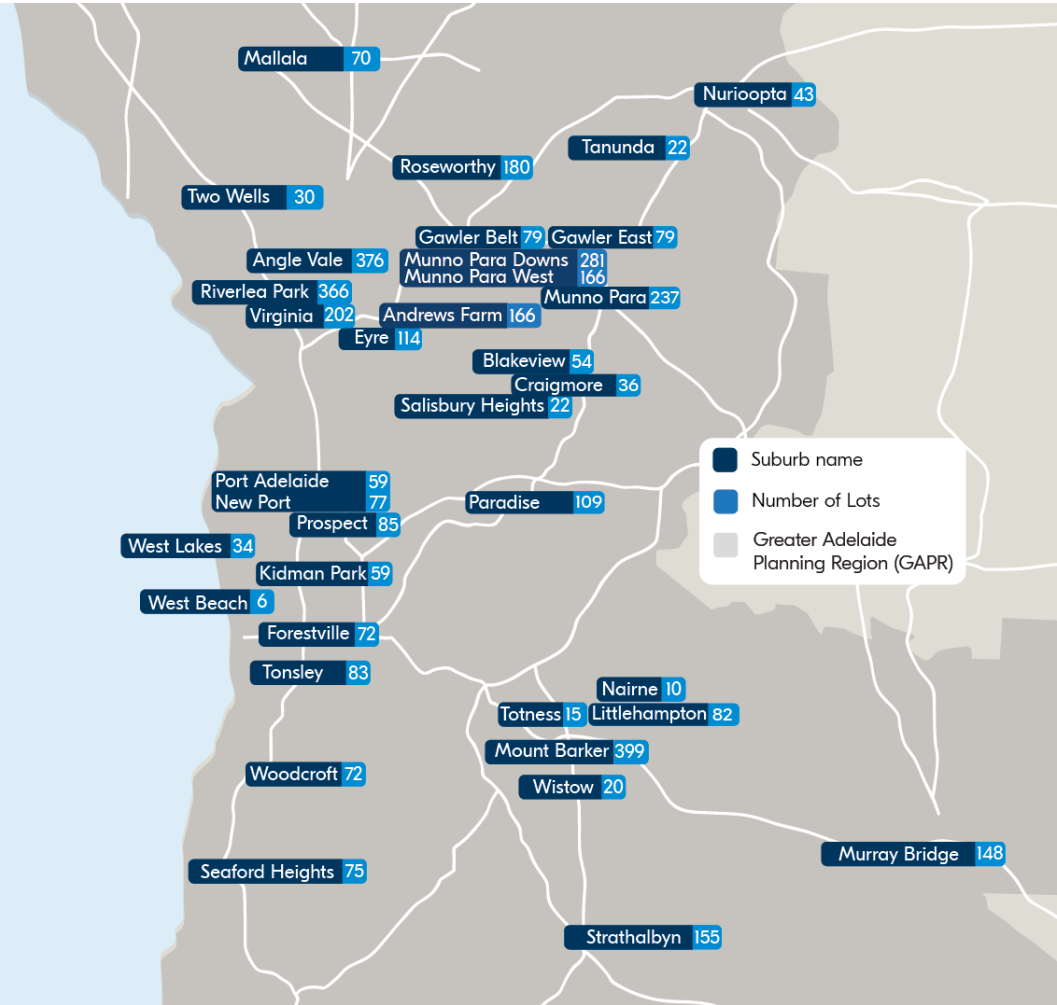 Mallala 70
Nurioopta 43
Tanunda 22
Roseworthy 180
Two Wells 30
Gawler Belt 79
Gawler East 79
Angle Vale 376
Munno Para Downs 281
Munno Para West 166
Riverlea Park 366
Munno Para 237
Virginia 202
Andrews Farm 166
Eyre 114
Blakeview 54
Craigmore 36
Salisbury Heights 22
Suburb name
Number of Lots
Greater Adelaide
Planning Region (GAPR)
Port Adelaide 59
New Port 77
Paradise 109
Prospect 85
West Lakes 34
Kidman Park 59
West Beach 6
Forestville 72
Tonsley 83
Nairne 10
Totness 15
Littlehampton 82
Mount Barker 399
Woodcroft 72
Wistow 20
Murray Bridge 148
Seaford Heights 75
Strathalbyn 155